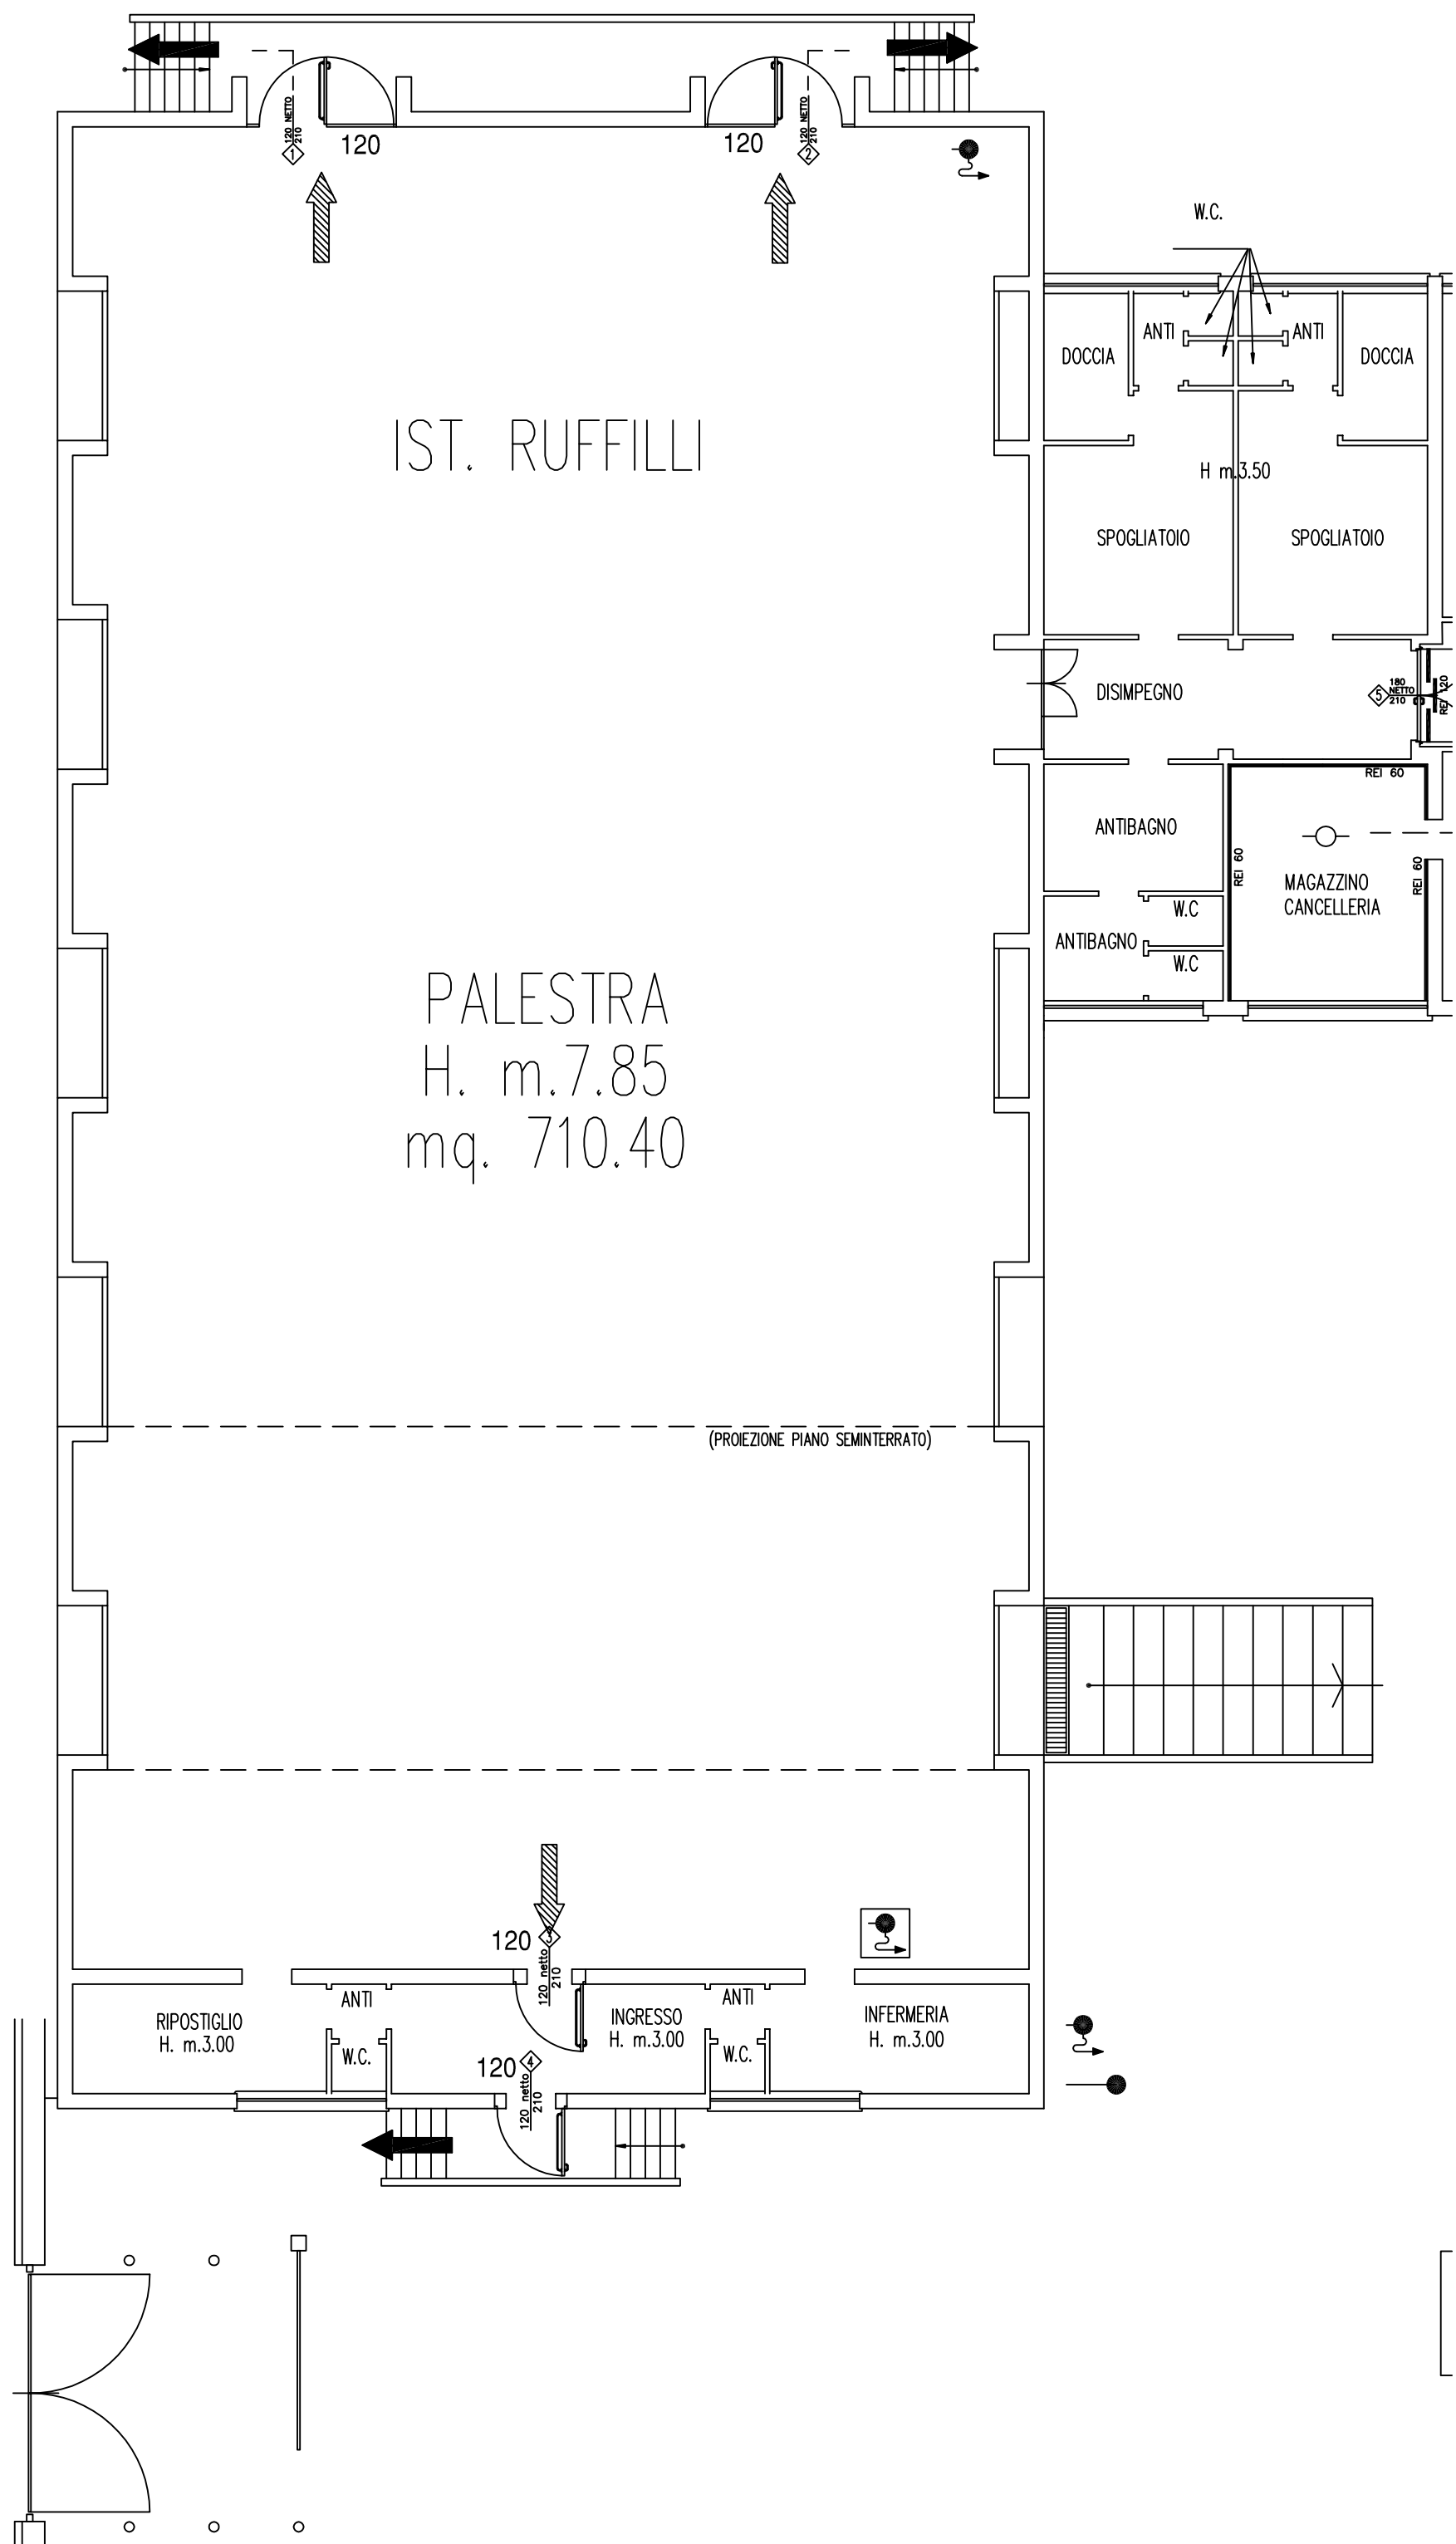 120 NETTO
210
1
120
120
120 NETTO
210
2
W.C.
DOCCIA
ANTI
ANTI
DOCCIA
IST. RUFFILLI
H m.3.50
SPOGLIATOIO
SPOGLIATOIO
DISIMPEGNO
5
180
NETTO
210
REI 120
REI 60
ANTIBAGNO
REI 60
MAGAZZINO
CANCELLERIA
REI 60
W.C
ANTIBAGNO
W.C
PALESTRA
H. m.7.85
mq. 710.40
(PROIEZIONE PIANO SEMINTERRATO)
120
3
120 netto
210
RIPOSTIGLIO
H. m.3.00
ANTI
W.C.
INGRESSO
H. m.3.00
ANTI
W.C.
INFERMERIA
H. m.3.00
120
4
120 netto
210